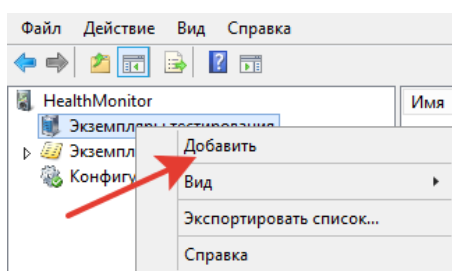 Файл Действие Вид Справка
HealthMonitor
Имя
Экземпляры тестирования
Добавить
Экземпл
Вид
Конфигу
Экспортировать список...
Справка